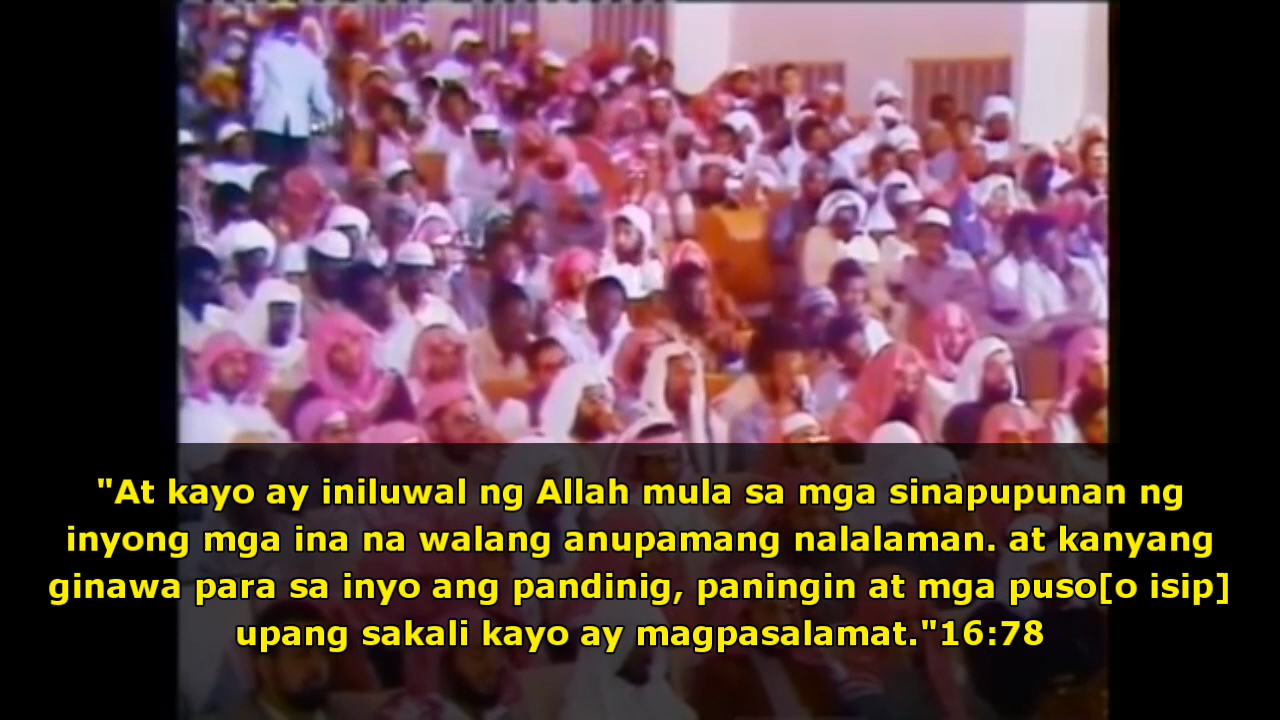 "At kayo ay iniluwal ng Allah mula sa mga sinapupunan ng
inyong mga ina na walang anupamang nalalaman. at kanyang
ginawa para sa inyo ang pandinig, paningin at mga puso[o isip]
upang sakali kayo ay magpasalamat."16:78